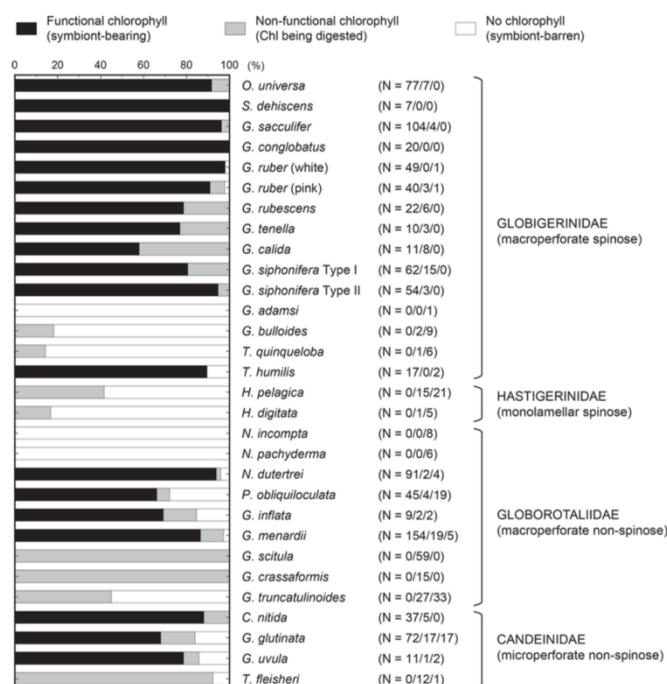 Functional chlorophyll (symbiont-bearing)
Non-functional chlorophyll (Chl being digested)
No chlorophyll (symbiont-barren)
0 20 40 60 80 100 (%)
O. universa (N = 77/7/0)
S. dehiscens (N = 7/0/0)
G. sacculifer (N = 104/4/0)
G. conglobatus (N = 20/0/0)
G. ruber (white) (N = 49/0/1)
G. ruber (pink) (N = 40/3/1)
G. rubescens (N = 22/6/0)
G. tenella (N = 10/3/0)
G. calida (N = 11/8/0)
G. siphonifera Type I (N = 62/15/0)
G. siphonifera Type II (N = 54/3/0)
G. adamsi (N = 0/0/1)
G. bulloides (N = 0/2/9)
T. quinqueloba (N = 0/1/6)
T. humilis (N = 17/0/2)
GLOBIGERINIDAE
(macroperforate spinose)
H. pelagica (N = 0/15/21)
H. digitata (N = 0/1/5)
HASTIGERINIDAE
(monolamellar spinose)
N. incompta (N = 0/0/8)
N. pachyderma (N = 0/0/6)
N. dutertrei (N = 91/2/4)
P. obliquiloculata (N = 45/4/19)
G. inflata (N = 9/2/2)
G. menardii (N = 154/19/5)
G. scitula (N = 0/59/0)
G. crassaformis (N = 0/15/0)
G. truncatulinoides (N = 0/27/33)
GLOBOROTALIIDAE
(macroperforate non-spinose)
C. nitida (N = 37/5/0)
G. glutinata (N = 72/17/17)
G. uvula (N = 11/1/2)
T. fleisheri (N = 0/12/1)
CANDEINIDAE
(microperforate non-spinose)